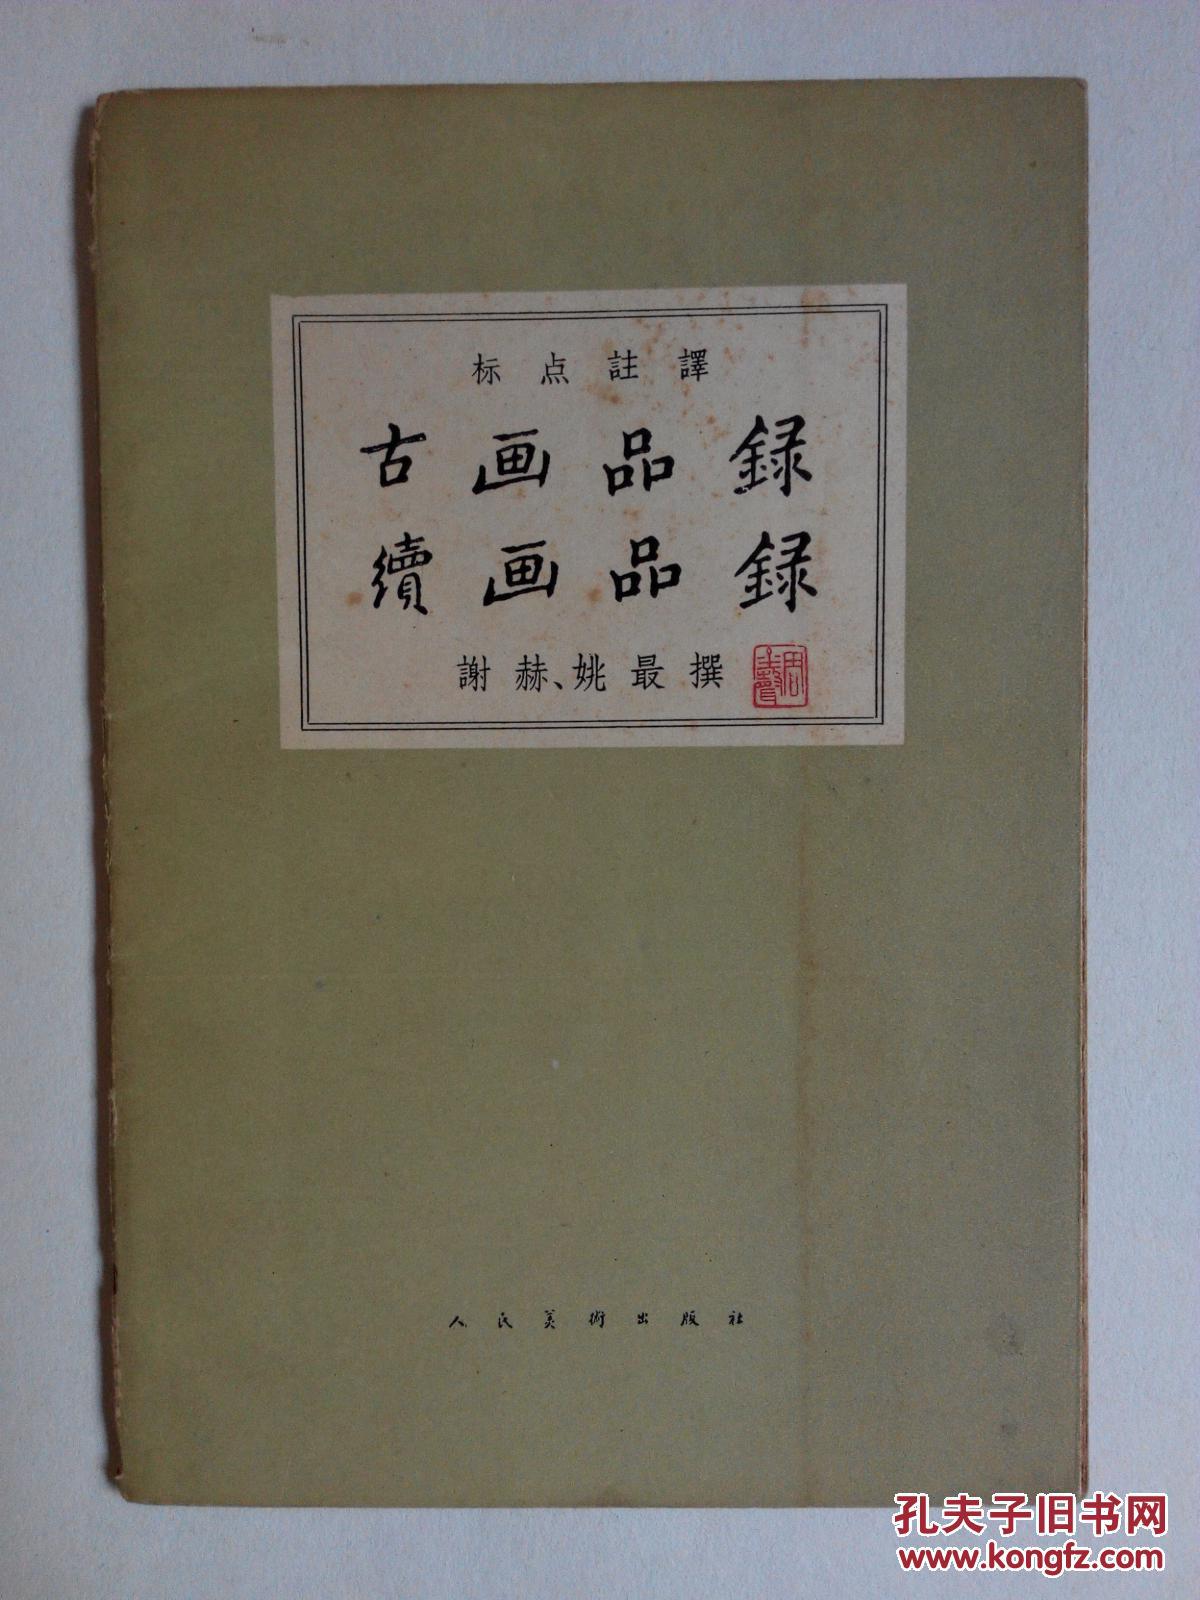 标点註譯
古画品録
續画品録
謝赫、姚最撰
人民美術出版社
孔夫子旧书网
www.kongfz.com